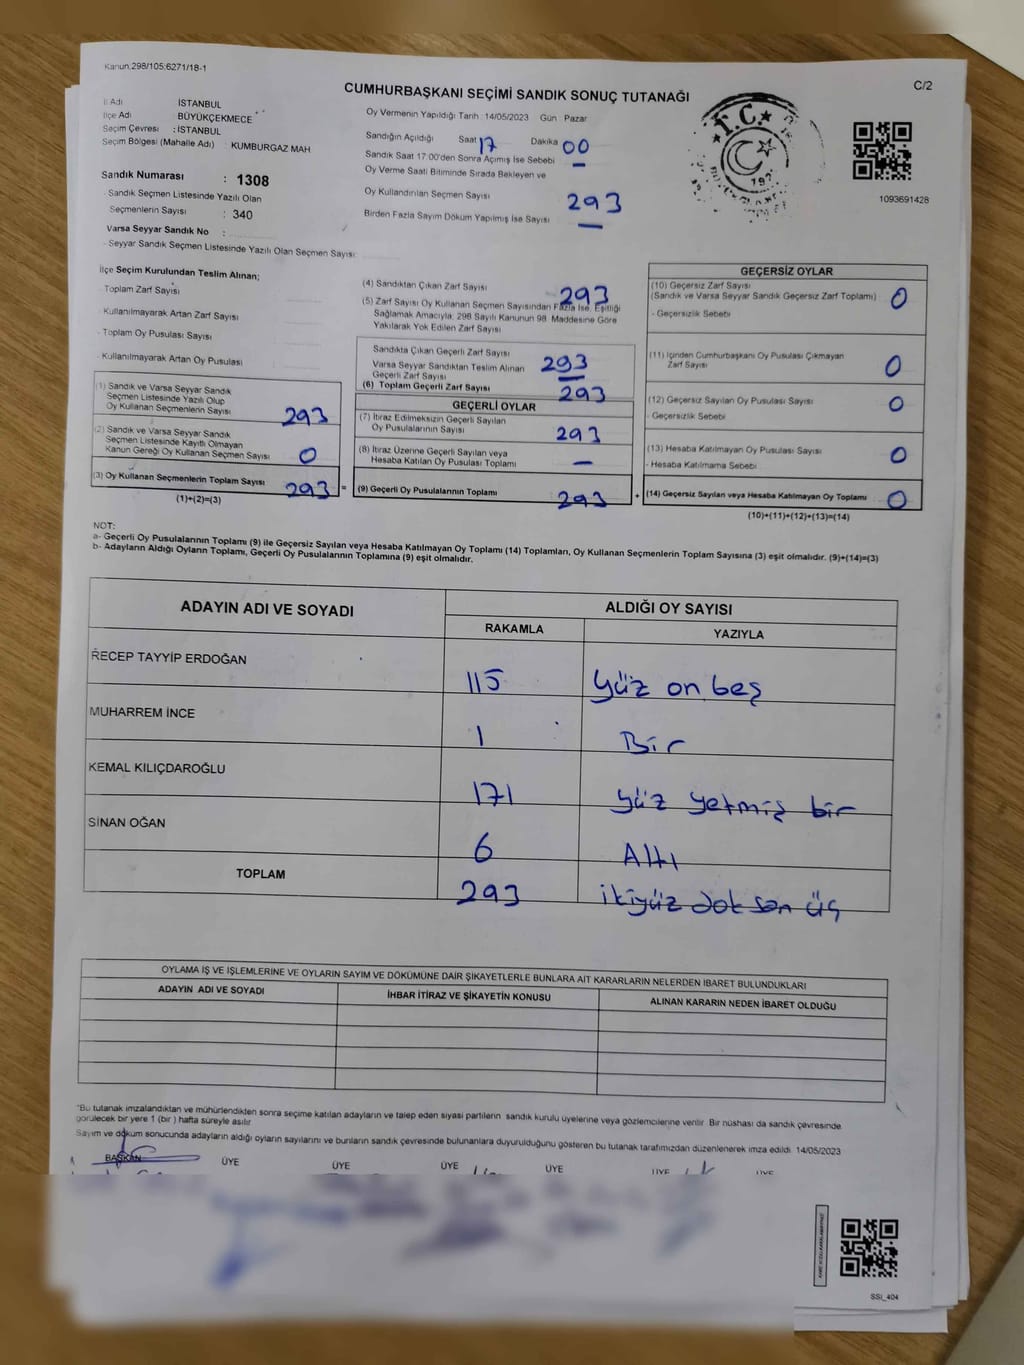 Kanun.298/105;6271/18-1
C/2
CUMHURBAŞKANI SEÇİMİ SANDIK SONUÇ TUTANAĞI
İl Adı İSTANBUL
İlçe Adı BÜYÜKÇEKMECE
Seçim Çevresi : İSTANBUL
Seçim Bölgesi (Mahalle Adı) : KUMBURGAZ MAH
Sandık Numarası : 1308
- Sandık Seçmen Listesinde Yazılı Olan
Seçmenlerin Sayısı : 340
Varsa Seyyar Sandık No :
- Seyyar Sandık Seçmen Listesinde Yazılı Olan Seçmen Sayısı:
Oy Vermenin Yapıldığı Tarih :14/05/2023 Gün : Pazar
Sandığın Açıldığı Saat 17 Dakika 00
Sandık Saat 17:00'den Sonra Açımış İse Sebebi –
Oy Verme Saati Bitiminde Sırada Bekleyen ve
Oy Kullandırılan Seçmen Sayısı 293
Birden Fazla Sayım Döküm Yapılmış İse Sayısı –
T.C.
1093691428
İlçe Seçim Kurulundan Teslim Alınan;
- Toplam Zarf Sayısı
- Kullanılmayarak Artan Zarf Sayısı
- Toplam Oy Pusulası Sayısı
- Kullanılmayarak Artan Oy Pusulası
(1) Sandık ve Varsa Seyyar Sandık
Seçmen Listesinde Yazılı Olup
Oy Kullanan Seçmenlerin Sayısı 293
(2) Sandık ve Varsa Seyyar Sandık
Seçmen Listesinde Kayıtlı Olmayan
Kanun Gereği Oy Kullanan Seçmen Sayısı 0
(3) Oy Kullanan Seçmenlerin Toplam Sayısı 293
(1)+(2)=(3)
(4) Sandıktan Çıkan Zarf Sayısı 293
(5) Zarf Sayısı Oy Kullanan Seçmen Sayısından Fazla İse, Eşitliği
Sağlamak Amacıyla; 298 Sayılı Kanunun 98. Maddesine Göre
Yakılarak Yok Edilen Zarf Sayısı
Sandıkta Çıkan Geçerli Zarf Sayısı 293
Varsa Seyyar Sandıktan Teslim Alınan
Geçerli Zarf Sayısı –
(6) Toplam Geçerli Zarf Sayısı 293
GEÇERLİ OYLAR
(7) İtiraz Edilmeksizin Geçerli Sayılan
Oy Pusulalarının Sayısı 293
(8) İtiraz Üzerine Geçerli Sayılan veya
Hesaba Katılan Oy Pusulası Toplamı –
= (9) Geçerli Oy Pusulalarının Toplamı 293
GEÇERSİZ OYLAR
(10) Geçersiz Zarf Sayısı
(Sandık ve Varsa Seyyar Sandık Geçersiz Zarf Toplamı) 0
- Geçersizlik Sebebi
(11) İçinden Cumhurbaşkanı Oy Pusulası Çıkmayan
Zarf Sayısı 0
(12) Geçersiz Sayılan Oy Pusulası Sayısı 0
- Geçersizlik Sebebi
(13) Hesaba Katılmayan Oy Pusulası Sayısı 0
- Hesaba Katılmama Sebebi
+ (14) Geçersiz Sayılan veya Hesaba Katılmayan Oy Toplamı 0
(10)+(11)+(12)+(13)=(14)
NOT:
a- Geçerli Oy Pusulalarının Toplamı (9) ile Geçersiz Sayılan veya Hesaba Katılmayan Oy Toplamı (14) Toplamları, Oy Kullanan Seçmenlerin Toplam Sayısına (3) eşit olmalıdır. (9)+(14)=(3)
b- Adayların Aldığı Oyların Toplamı, Geçerli Oy Pusulalarının Toplamına (9) eşit olmalıdır.
ADAYIN ADI VE SOYADI ALDIĞI OY SAYISI
RAKAMLA YAZIYLA
RECEP TAYYİP ERDOĞAN 115 Yüz on beş
MUHARREM İNCE 1 Bir
KEMAL KILIÇDAROĞLU 171 yüz yetmiş bir
SİNAN OĞAN 6 Altı
TOPLAM 293 ikiyüz dok san üç
OYLAMA İŞ VE İŞLEMLERİNE VE OYLARIN SAYIM VE DÖKÜMÜNE DAİR ŞİKAYETLERLE BUNLARA AİT KARARLARIN NELERDEN İBARET BULUNDUKLARI
ADAYIN ADI VE SOYADI İHBAR İTİRAZ VE ŞİKAYETİN KONUSU ALINAN KARARIN NEDEN İBARET OLDUĞU
*Bu tutanak imzalandıktan ve mühürlendikten sonra seçime katılan adayların ve talep eden siyasi partilerin sandık kurulu üyelerine veya gözlemcilerine verilir. Bir nüshası da sandık çevresinde
görülecek bir yere 1 (bir ) hafta süreyle asılır
Sayım ve döküm sonucunda adayların aldığı oyların sayılarını ve bunların sandık çevresinde bulunanlara duyurulduğunu gösteren bu tutanak tarafımızdan düzenlenerek imza edildi. 14/05/2023
BAŞKAN ÜYE ÜYE ÜYE ÜYE ÜYE ÜYE
SSI_404